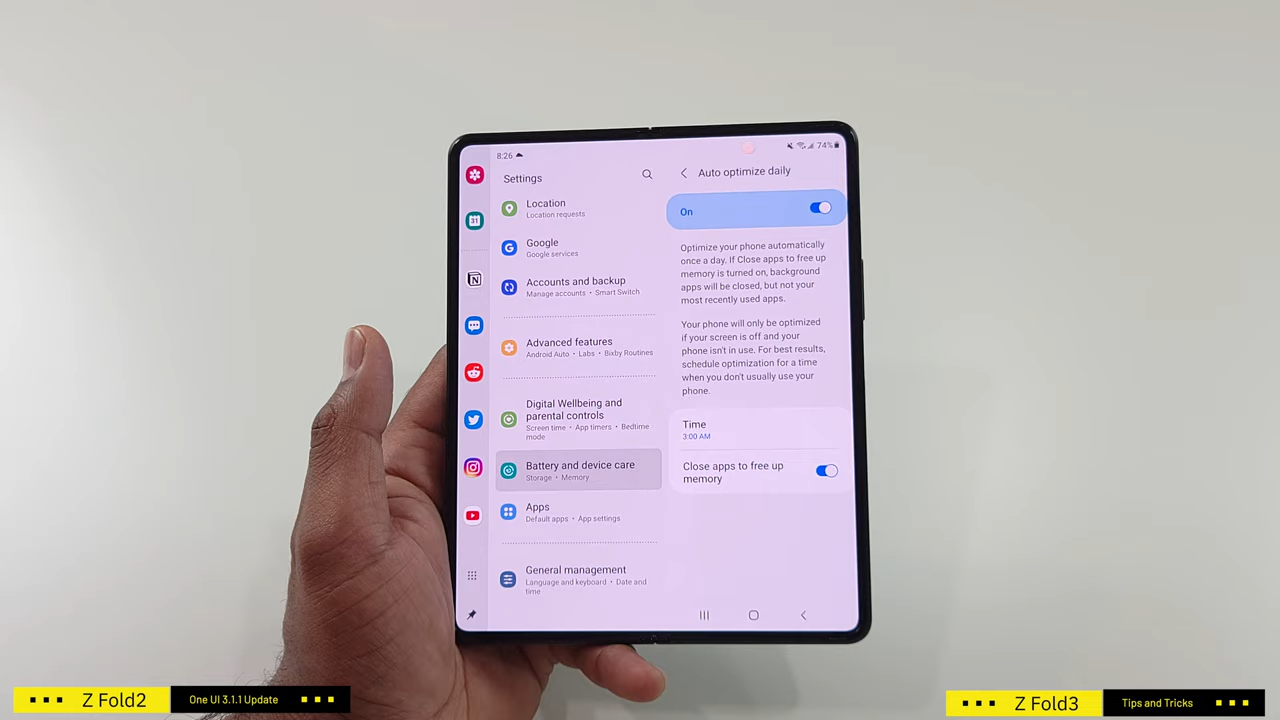 8:26
74%
Settings
Location
Location requests
Google
Google services
Accounts and backup
Manage accounts • Smart Switch
Advanced features
Android Auto • Labs • Bixby Routines
Digital Wellbeing and
parental controls
Screen time • App timers • Bedtime
mode
Battery and device care
Storage • Memory
Apps
Default apps • App settings
General management
Language and keyboard • Date and
time
31
Auto optimize daily
On
Optimize your phone automatically
once a day. If Close apps to free up
memory is turned on, background
apps will be closed, but not your
most recently used apps.
Your phone will only be optimized
if your screen is off and your
phone isn't in use. For best results,
schedule optimization for a time
when you don't usually use your
phone.
Time
3:00 AM
Close apps to free up
memory
Z Fold2
One UI 3.1.1 Update
Z Fold3
Tips and Tricks